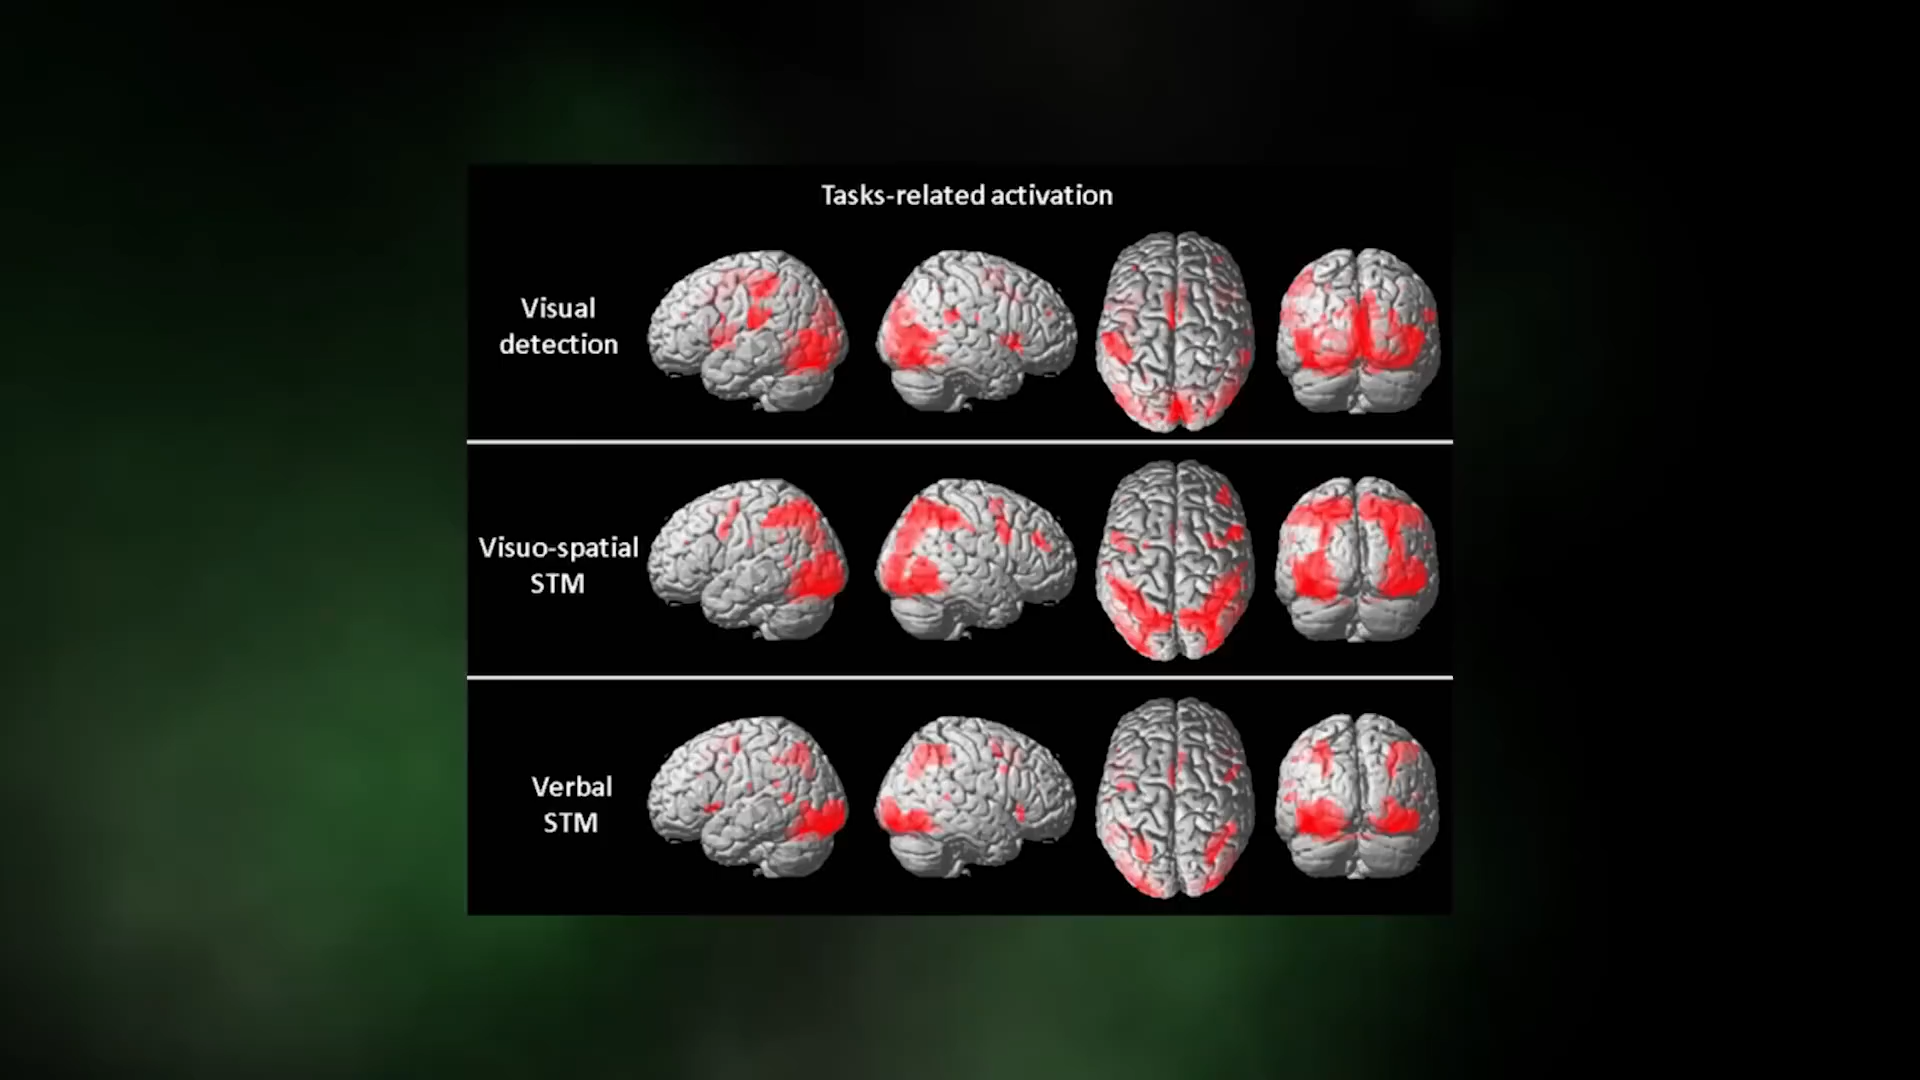 Tasks-related activation
Visual
detection
Visuo-spatial
STM
Verbal
STM